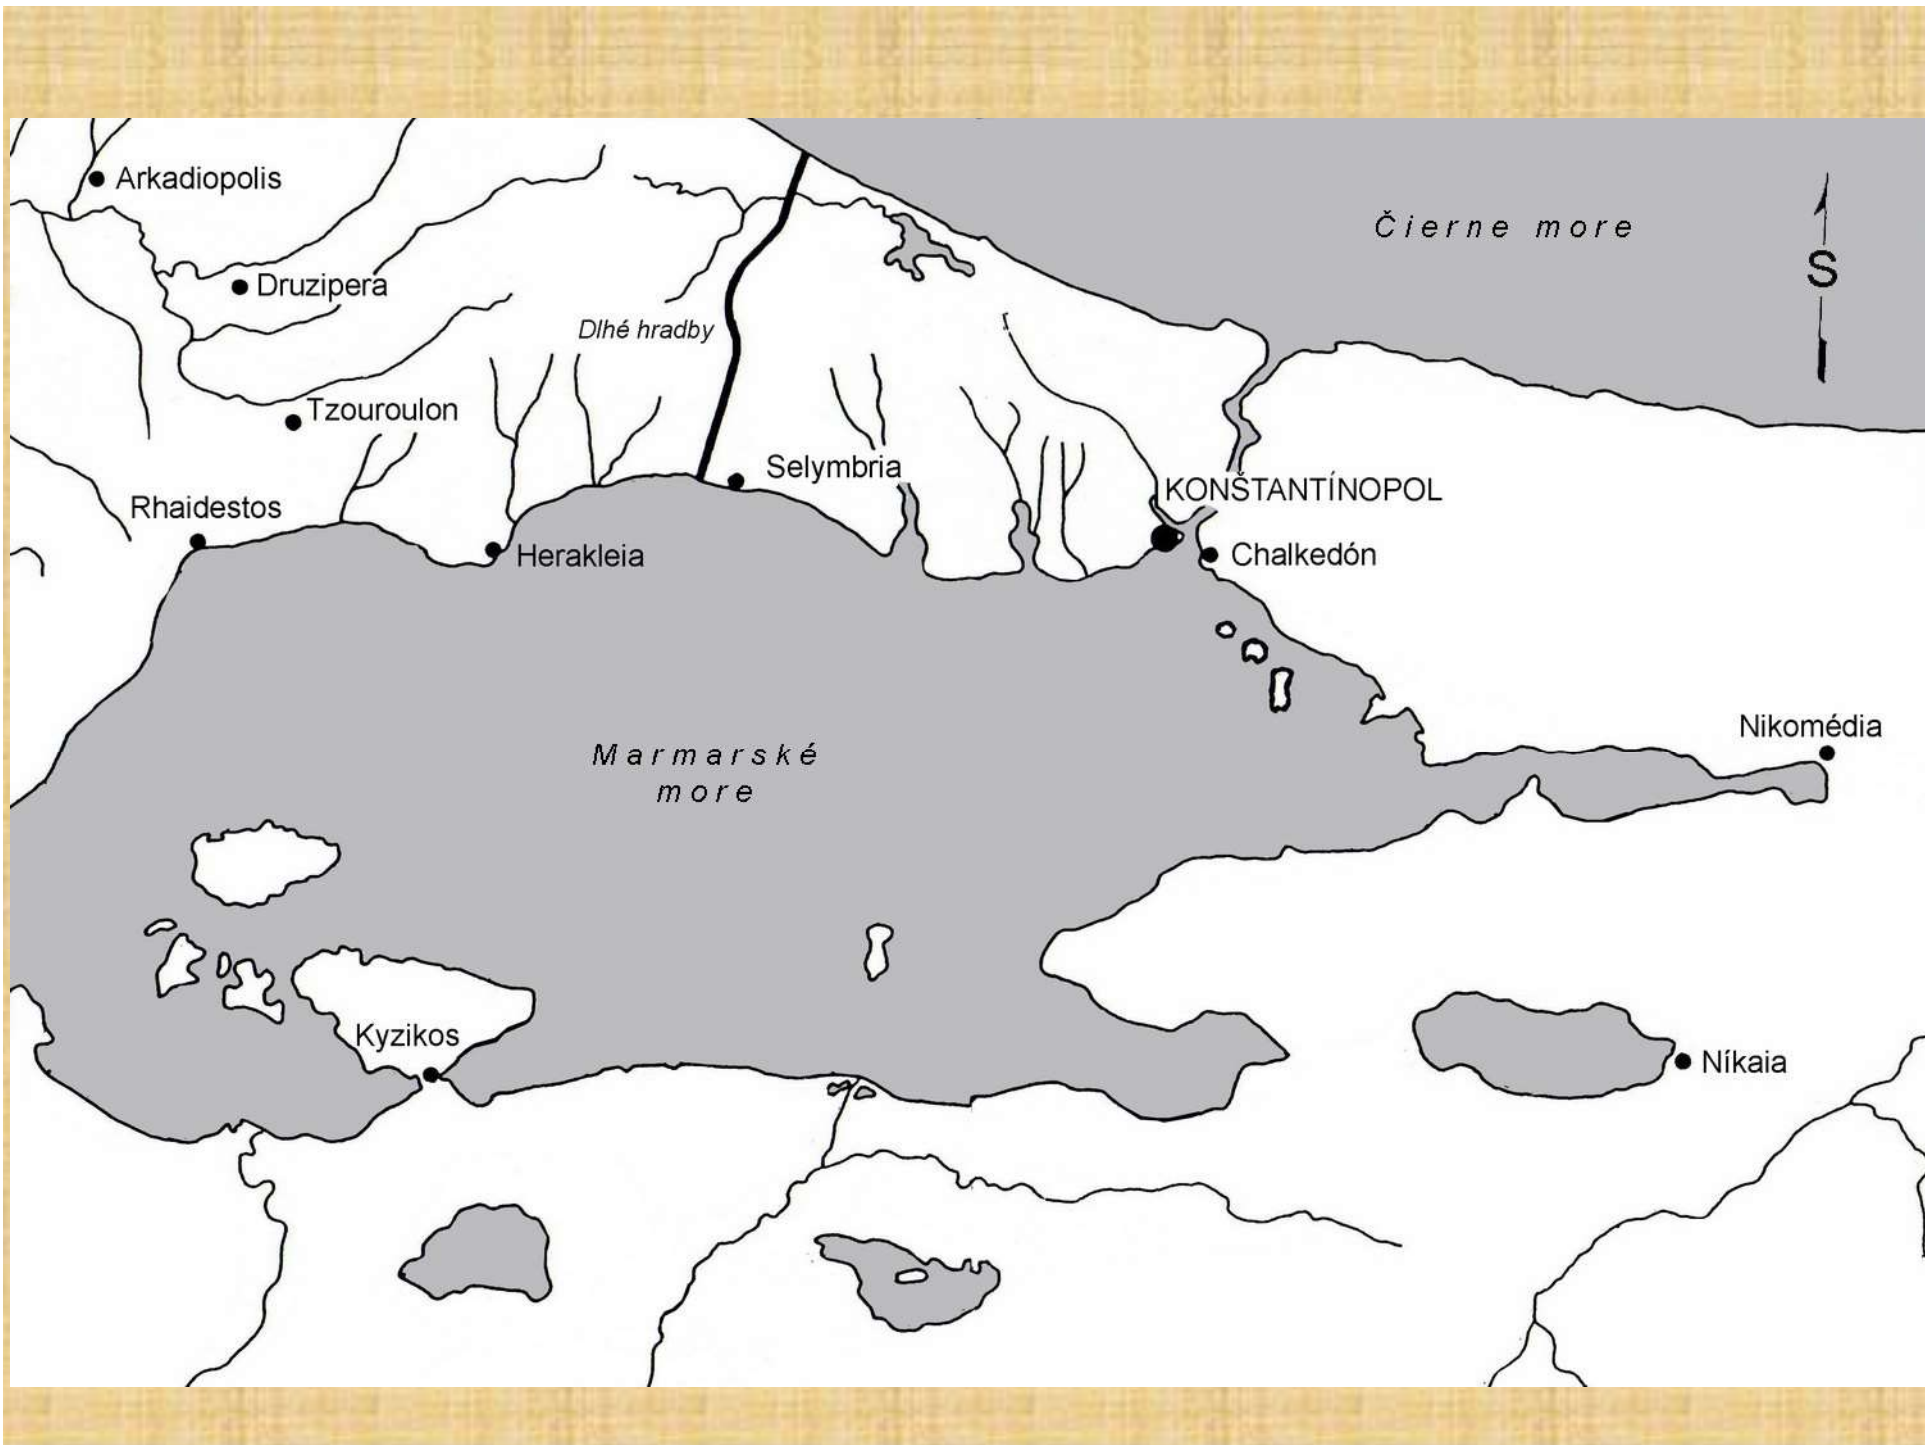 Arkadiopolis
Čierne more
S
Druzipera
Dlhé hradby
Tzouroulon
Selymbria
KONŠTANTÍNOPOL
Rhaidestos
Herakleia
Chalkedón
Nikomédia
Marmarské
more
Kyzikos
Níkaia